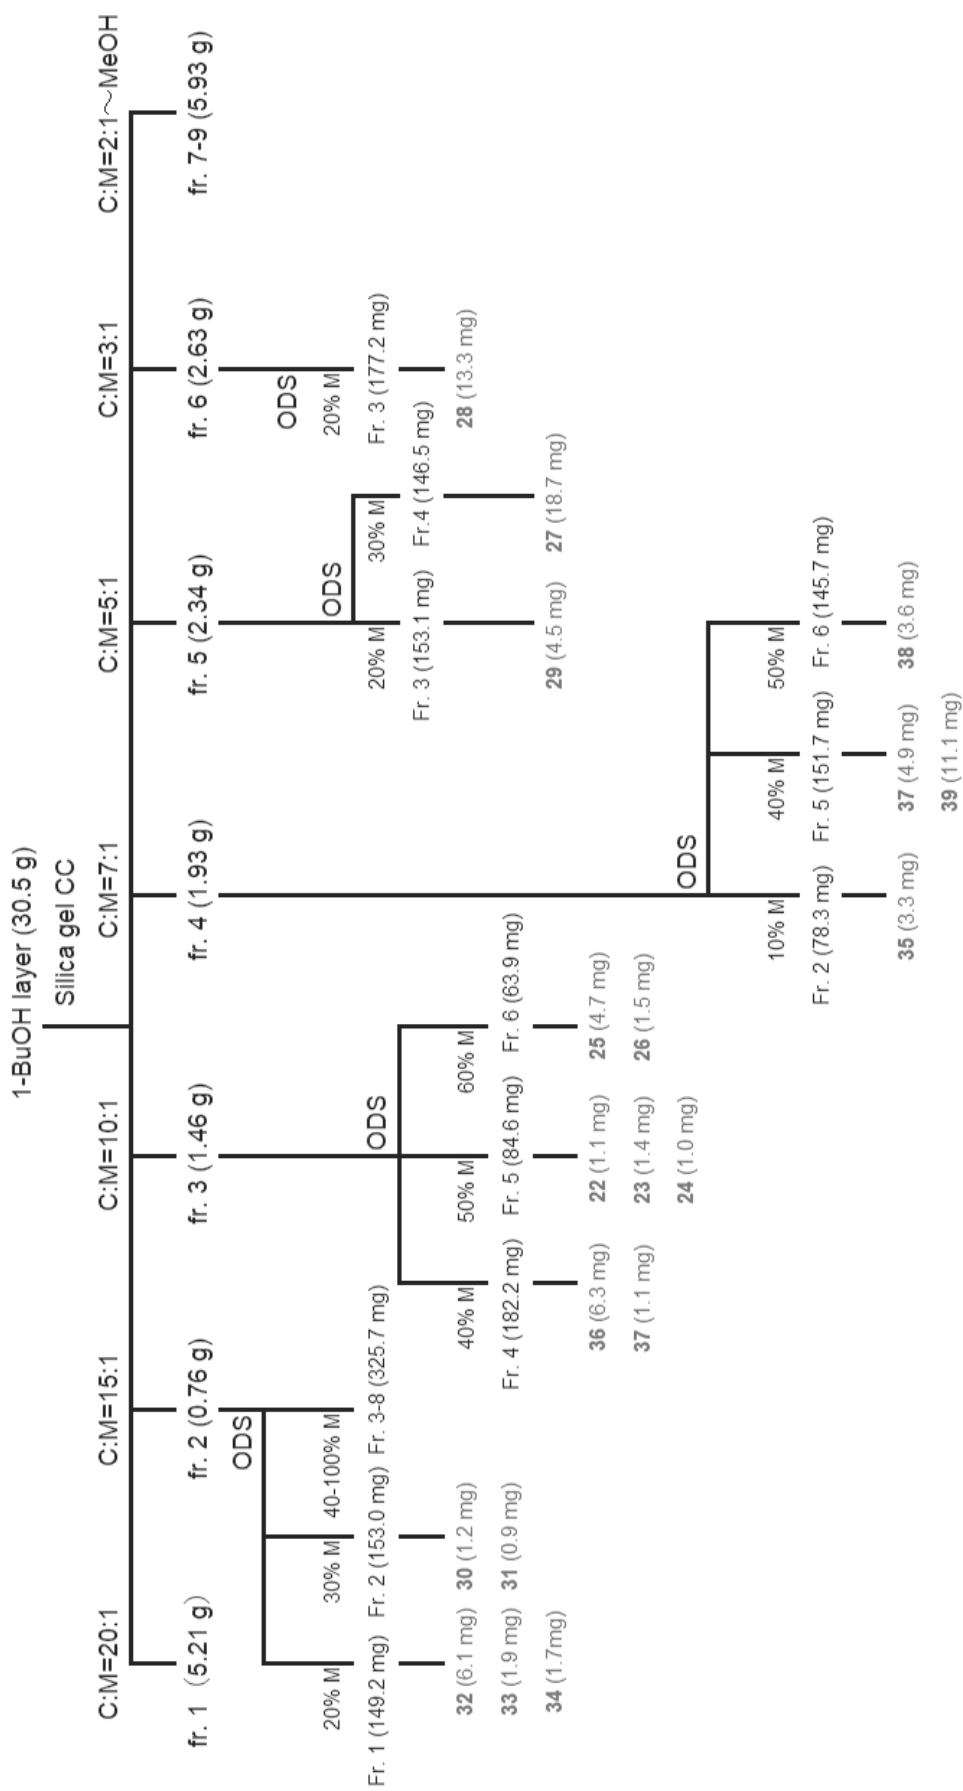 1-BuOH layer (30.5 g)
Silica gel CC
C:M=20:1
C:M=15:1
C:M=10:1
C:M=7:1
C:M=5:1
C:M=3:1
C:M=2:1～MeOH
fr. 1 （5.21 g）
fr. 2 (0.76 g)
fr. 3 (1.46 g)
fr. 4 (1.93 g)
fr. 5 (2.34 g)
fr. 6 (2.63 g)
fr. 7-9 (5.93 g)
ODS
20% M
30% M
40-100% M
Fr. 1 (149.2 mg)
Fr. 2 (153.0 mg)
Fr. 3-8 (325.7 mg)
32 (6.1 mg)
33 (1.9 mg)
34 (1.7mg)
30 (1.2 mg)
31 (0.9 mg)
ODS
40% M
50% M
60% M
Fr. 4 (182.2 mg)
Fr. 5 (84.6 mg)
Fr. 6 (63.9 mg)
36 (6.3 mg)
37 (1.1 mg)
22 (1.1 mg)
23 (1.4 mg)
24 (1.0 mg)
25 (4.7 mg)
26 (1.5 mg)
ODS
10% M
40% M
50% M
Fr. 2 (78.3 mg)
Fr. 5 (151.7 mg)
Fr. 6 (145.7 mg)
35 (3.3 mg)
37 (4.9 mg)
39 (11.1 mg)
38 (3.6 mg)
ODS
20% M
30% M
Fr. 3 (153.1 mg)
Fr.4 (146.5 mg)
29 (4.5 mg)
27 (18.7 mg)
ODS
20% M
Fr. 3 (177.2 mg)
28 (13.3 mg)